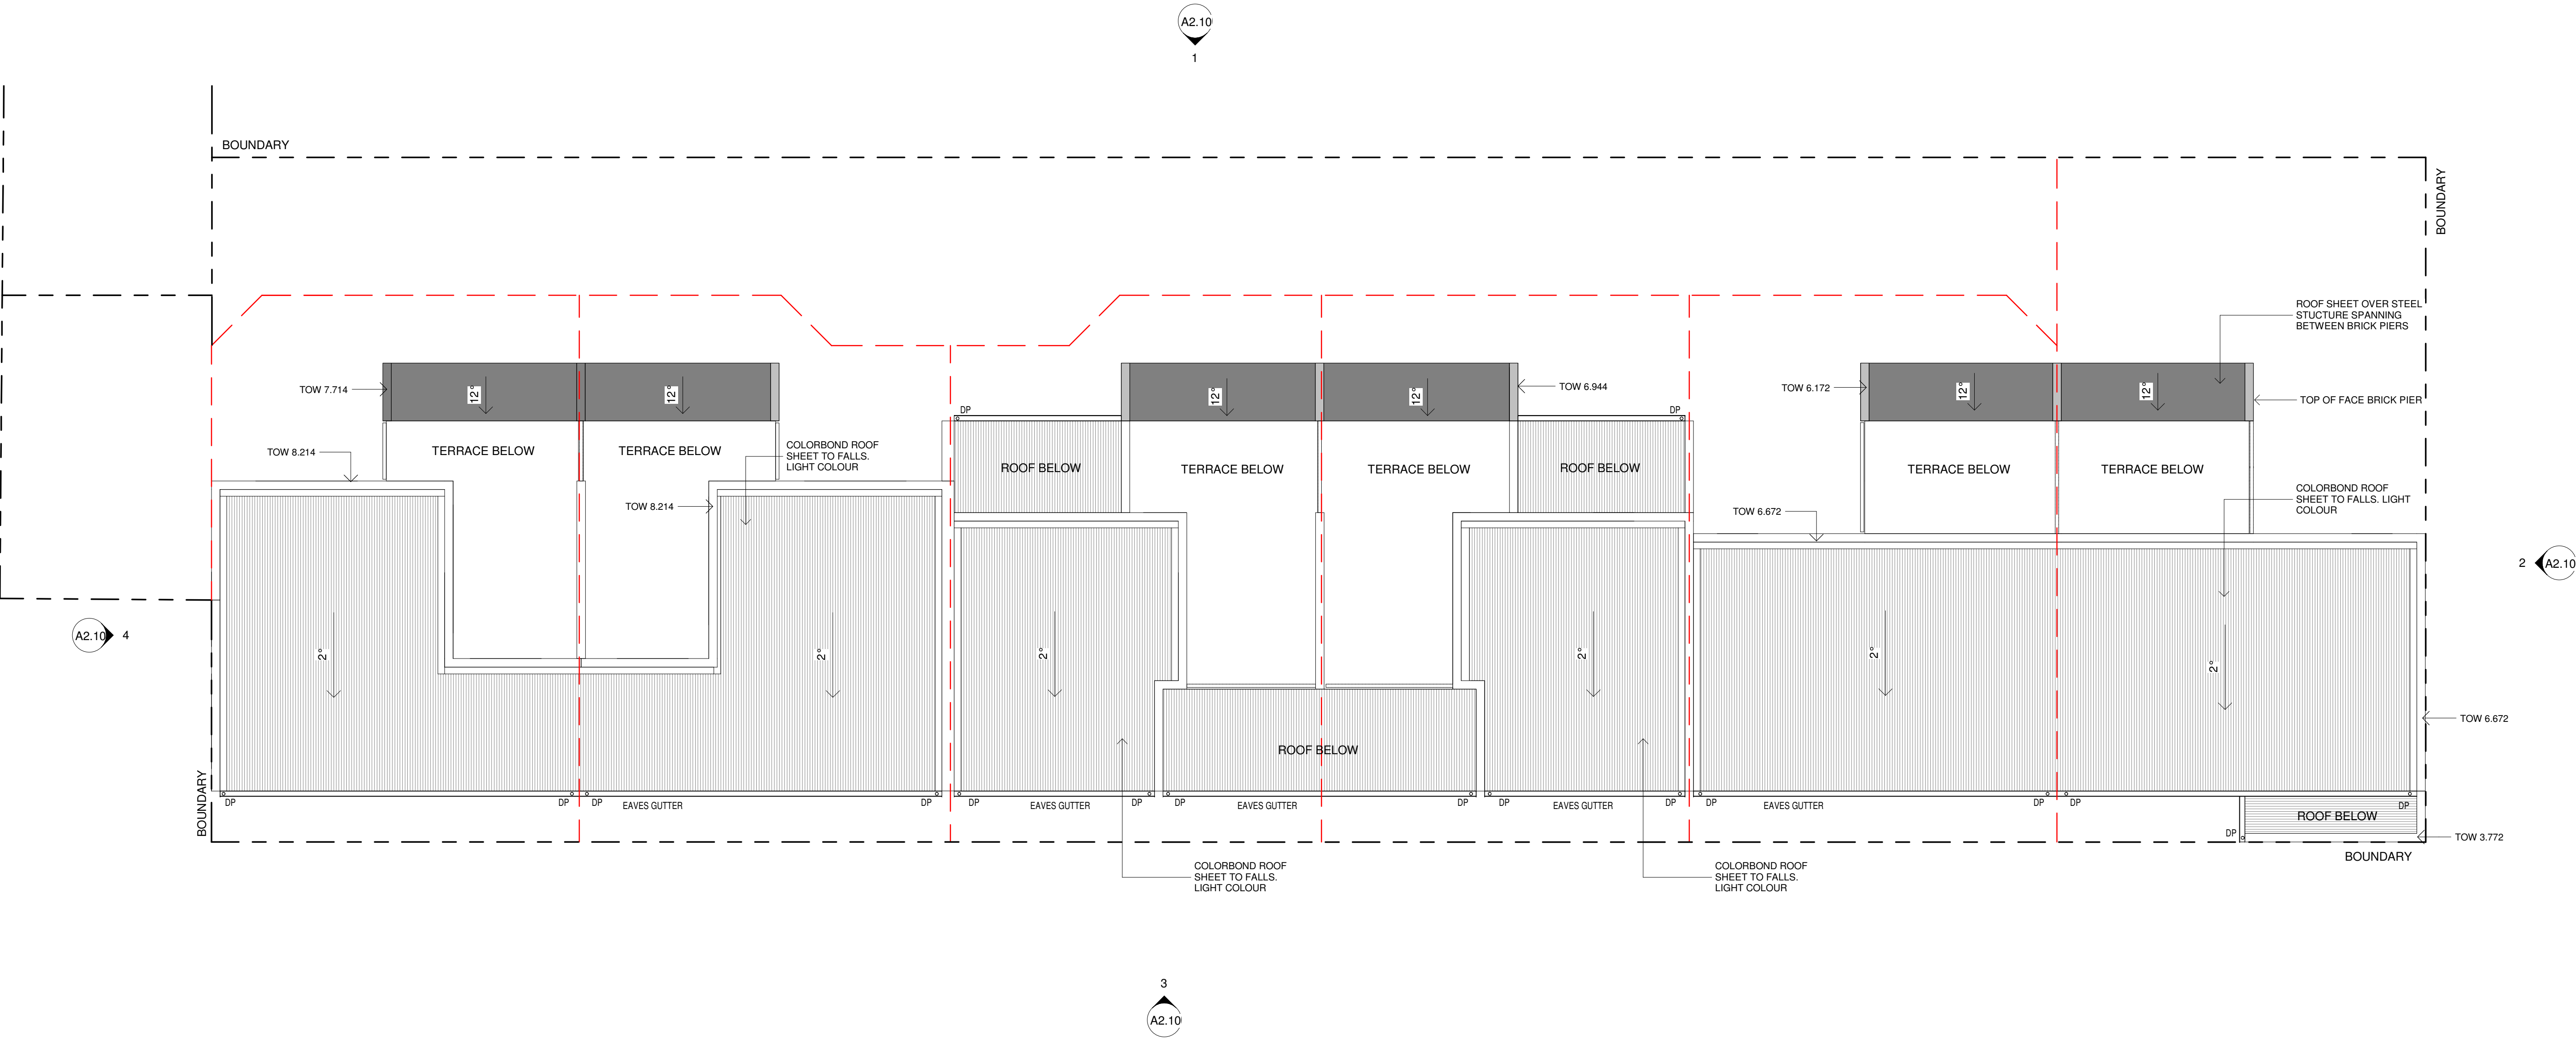 A2.10
1
BOUNDARY
BOUNDARY
ROOF SHEET OVER STEEL
STUCTURE SPANNING
BETWEEN BRICK PIERS
TOW 7.714
12°
12°
12°
12°
TOW 6.944
TOW 6.172
12°
12°
TOP OF FACE BRICK PIER
DP
DP
TOW 8.214
TERRACE BELOW
TERRACE BELOW
COLORBOND ROOF
SHEET TO FALLS.
LIGHT COLOUR
ROOF BELOW
TERRACE BELOW
TERRACE BELOW
ROOF BELOW
TERRACE BELOW
TERRACE BELOW
COLORBOND ROOF
SHEET TO FALLS. LIGHT
COLOUR
TOW 8.214
TOW 6.672
2
A2.10
A2.10
4
2°
2°
2°
2°
2°
2°
TOW 6.672
ROOF BELOW
BOUNDARY
DP
DP
DP
EAVES GUTTER
DP
DP
EAVES GUTTER
DP
DP
EAVES GUTTER
DP
DP
EAVES GUTTER
DP
DP
EAVES GUTTER
DP
DP
DP
ROOF BELOW
DP
TOW 3.772
BOUNDARY
COLORBOND ROOF
SHEET TO FALLS.
LIGHT COLOUR
COLORBOND ROOF
SHEET TO FALLS.
LIGHT COLOUR
3
A2.10